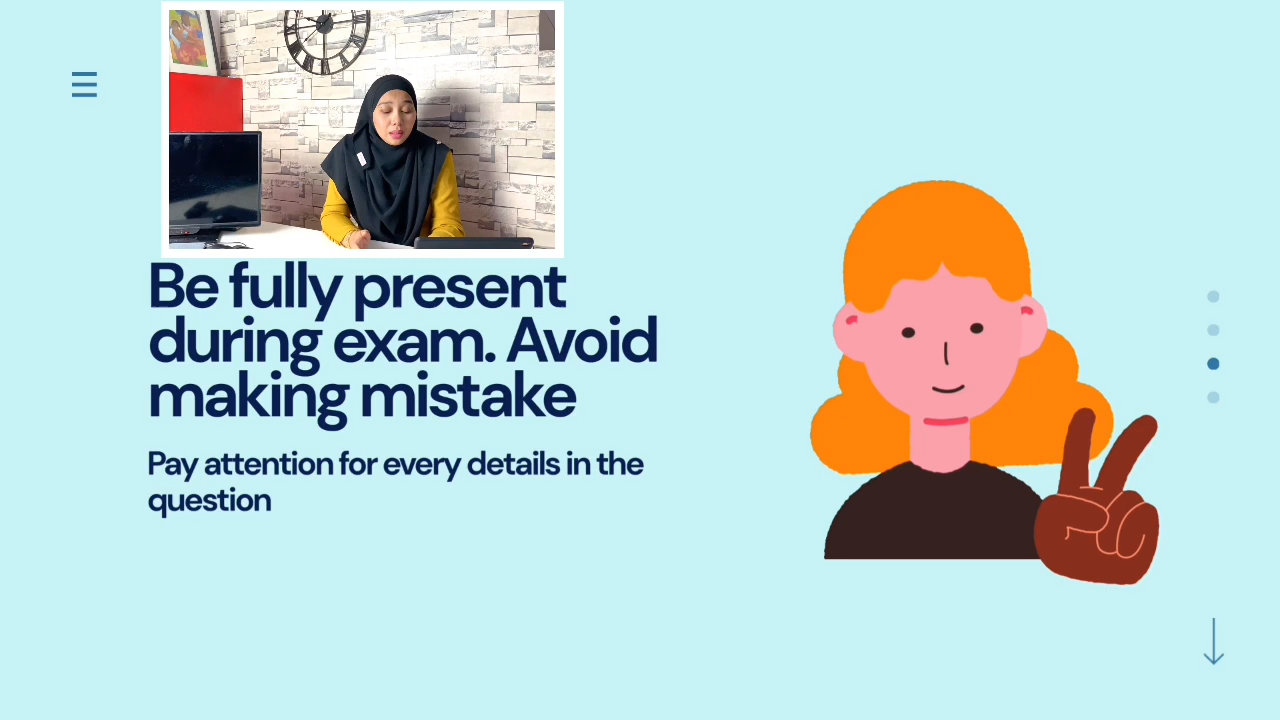 Be fully present
during exam. Avoid
making mistake
Pay attention for every details in the
question